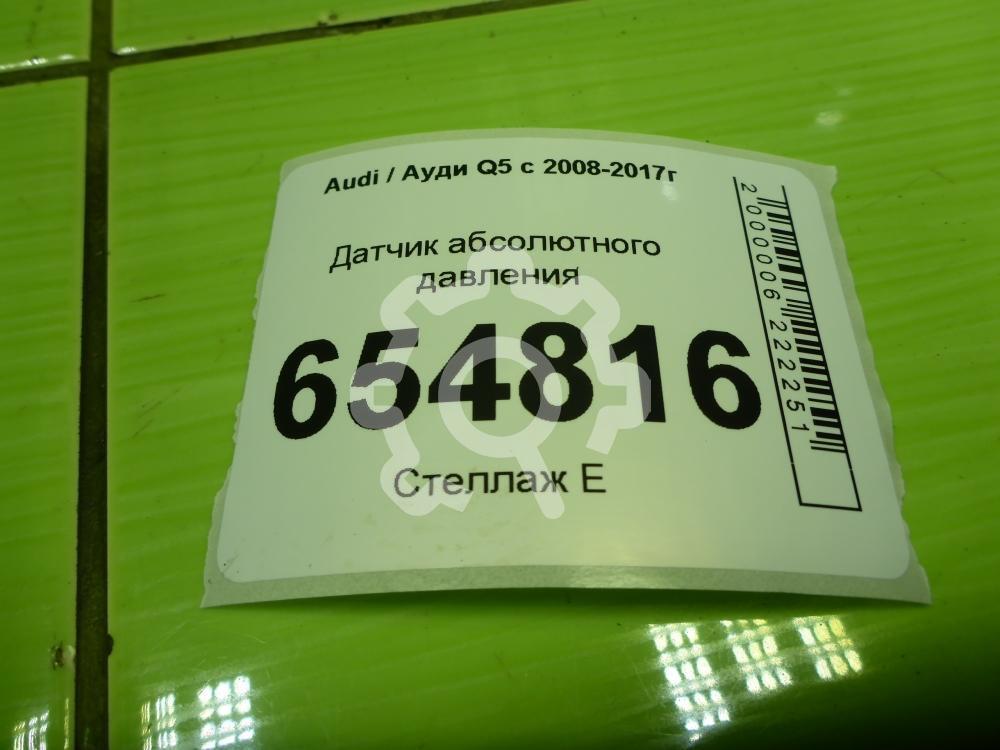 Audi / Ауди Q5 с 2008-2017г
Датчик абсолютного
давления
654816
Стеллаж Е
2000006222251